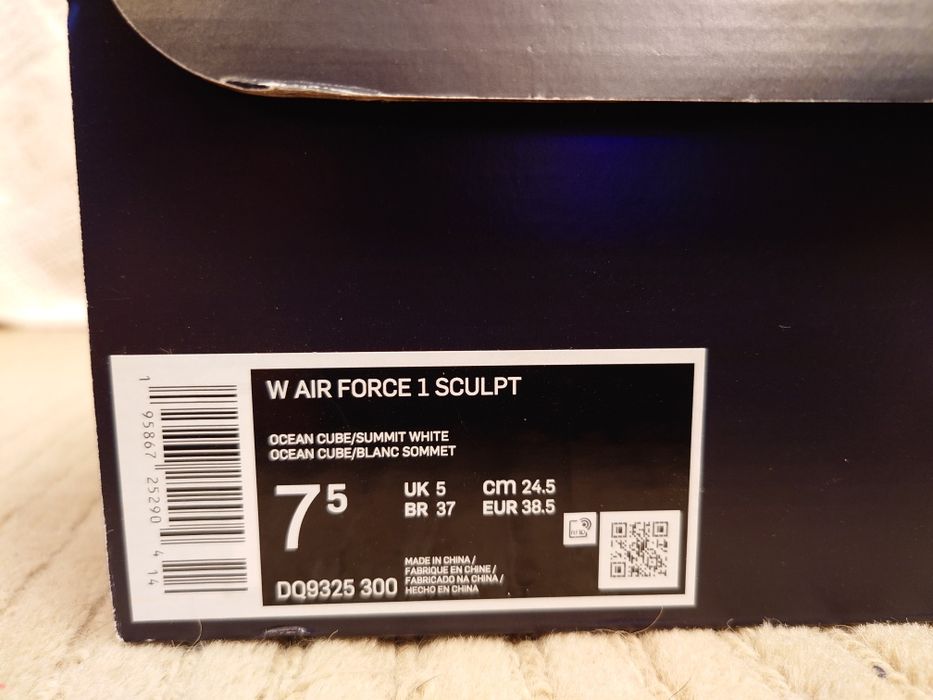 W AIR FORCE 1 SCULPT
OCEAN CUBE/SUMMIT WHITE
OCEAN CUBE/BLANC SOMMET
7 5
UK 5
BR 37
cm 24.5
EUR 38.5
DQ9325 300
MADE IN CHINA /
FABRIQUE EN CHINE /
FABRICADO NA CHINA /
HECHO EN CHINA
1 95867 25290 4 14